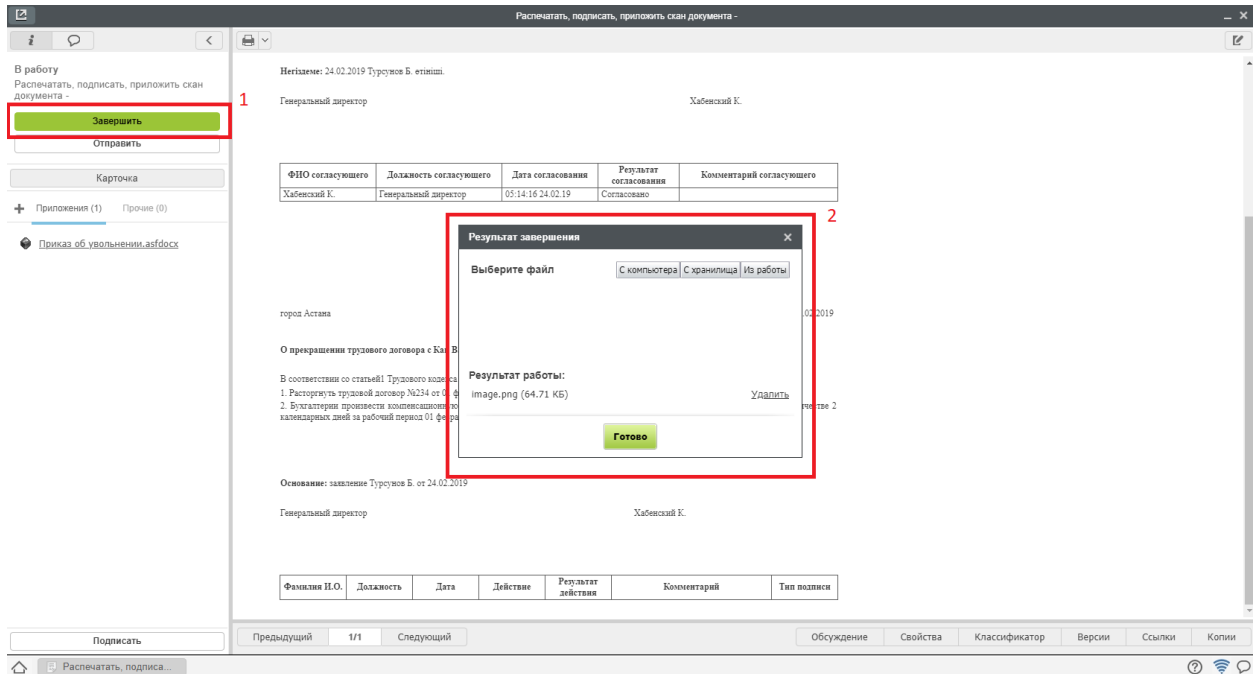 Распечатать, подписать, приложить скан документа -
В работу
Распечатать, подписать, приложить скан
документа -
1
Завершить
Отправить
Карточка
Приложения (1) Прочие (0)
Приказ об увольнении.asfdocx
Негіздеме: 24.02.2019 Турсунов Б. өтініші.
Генеральный директор Хабенский К.
ФИО согласующего Должность согласующего Дата согласования Результат согласования Комментарий согласующего
Хабенский К. Генеральный директор 05:14:16 24.02.19 Согласовано
2
Результат завершения
Выберите файл С компьютера С хранилища Из работы
Результат работы:
image.png (64.71 КБ) Удалить
Готово
город Астана .02.2019
О прекращении трудового договора с
В соответствии со статьей1 Трудового кодекса
1. Расторгнуть трудовой договор №234 от
2. Бухгалтерии произвести 2
календарных дней за рабочий период 01
Основание: заявление Турсунов Б. от 24.02.2019
Генеральный директор Хабенский К.
Фамилия И.О. Должность Дата Действие Результат действия Комментарий Тип подписи
Подписать
Предыдущий 1/1 Следующий Обсуждение Свойства Классификатор Версии Ссылки Копии
Распечатать, подписа...